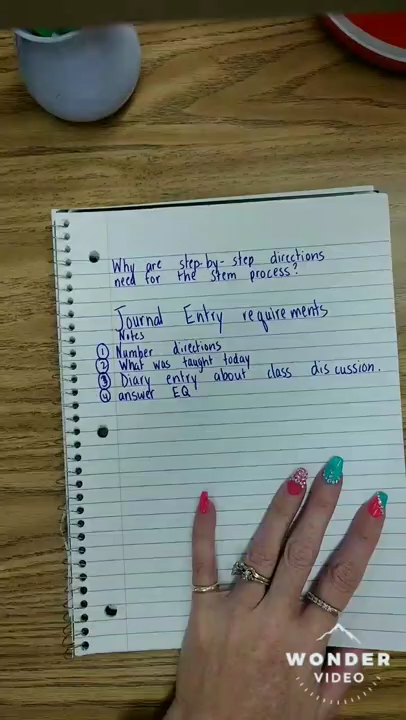 Why are step-by-step directions
need for the stem process?
Journal Entry requirements
Notes
① Number directions
② What was taught today
③ Diary entry about class discussion.
④ answer EQ
WONDER
VIDEO